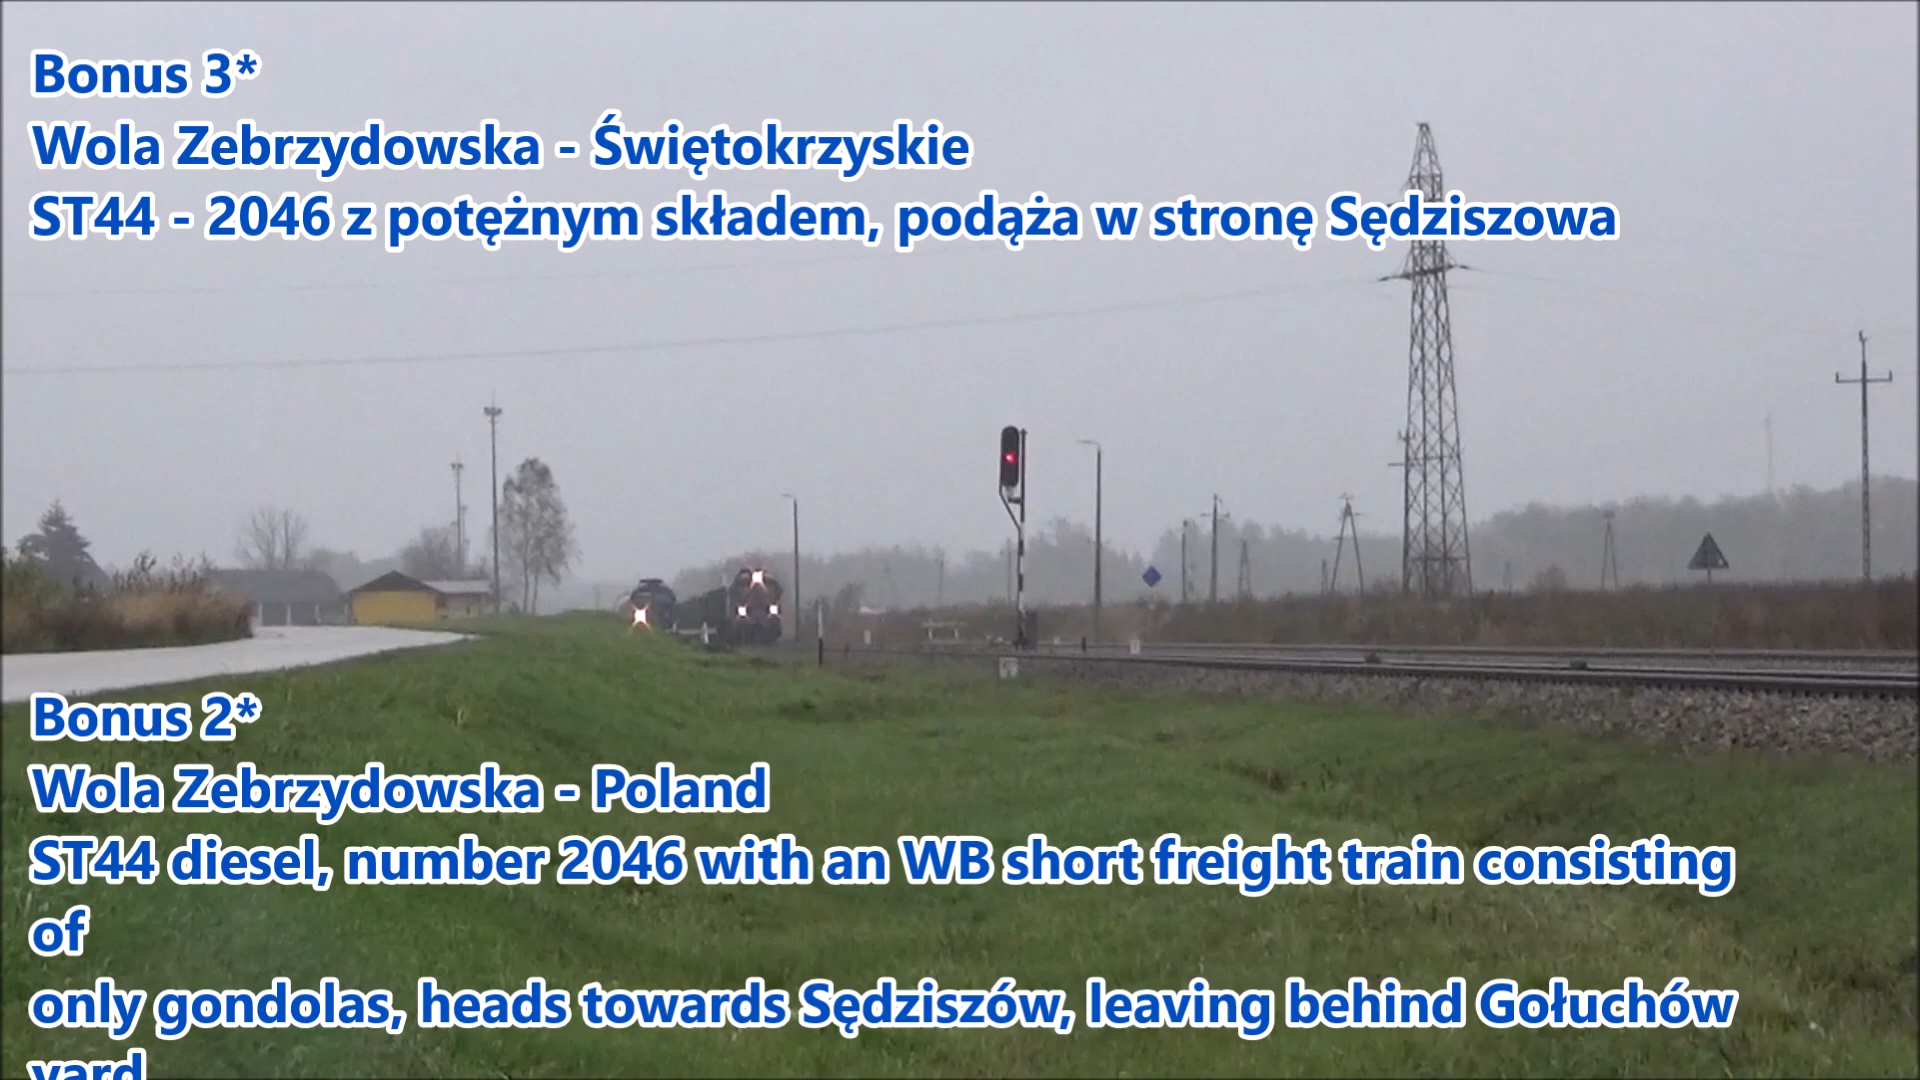 Bonus 3*
Wola Zebrzydowska - Świętokrzyskie
ST44 - 2046 z potężnym składem, podąża w stronę Sędziszowa
Bonus 2*
Wola Zebrzydowska - Poland
ST44 diesel, number 2046 with an WB short freight train consisting
of
only gondolas, heads towards Sędziszów, leaving behind Gołuchów
yard